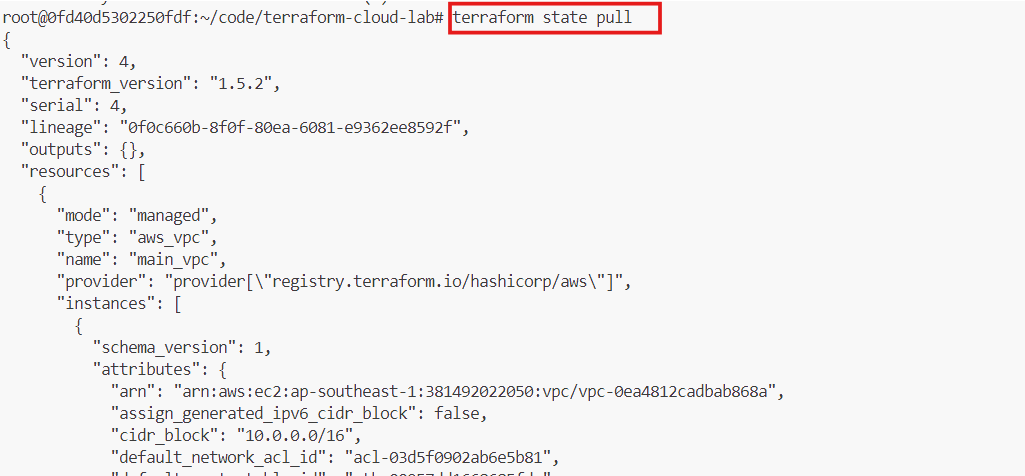 root@0fd40d5302250fdf:~/code/terraform-cloud-lab# terraform state pull
{
  "version": 4,
  "terraform_version": "1.5.2",
  "serial": 4,
  "lineage": "0f0c660b-8f0f-80ea-6081-e9362ee8592f",
  "outputs": {},
  "resources": [
    {
      "mode": "managed",
      "type": "aws_vpc",
      "name": "main_vpc",
      "provider": "provider[\"registry.terraform.io/hashicorp/aws\"]",
      "instances": [
        {
          "schema_version": 1,
          "attributes": {
            "arn": "arn:aws:ec2:ap-southeast-1:381492022050:vpc/vpc-0ea4812cadbab868a",
            "assign_generated_ipv6_cidr_block": false,
            "cidr_block": "10.0.0.0/16",
            "default_network_acl_id": "acl-03d5f0902ab6e5b81",